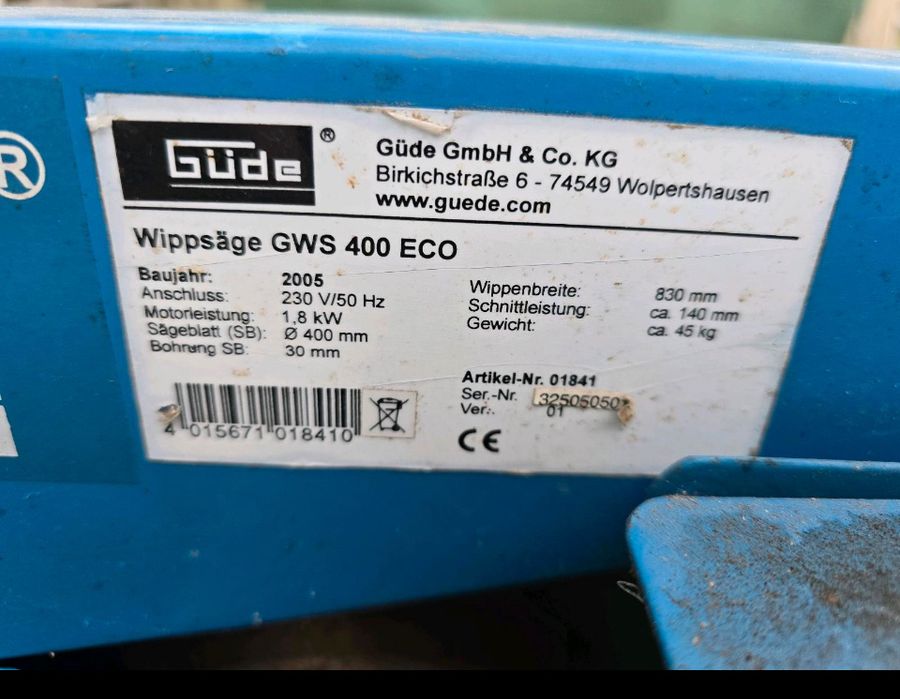 R
Güde ®
Güde GmbH & Co. KG
Birkichstraße 6 - 74549 Wolpertshausen
www.guede.com
Wippsäge GWS 400 ECO
Baujahr: 2005
Anschluss: 230 V/50 Hz
Motorleistung: 1,8 kW
Sägeblatt (SB): Ø 400 mm
Bohrung SB: 30 mm
Wippenbreite: 830 mm
Schnittleistung: ca. 140 mm
Gewicht: ca. 45 kg
Artikel-Nr. 01841
Ser.-Nr. 32505050
Ver.: 01
4 015671 018410
CE